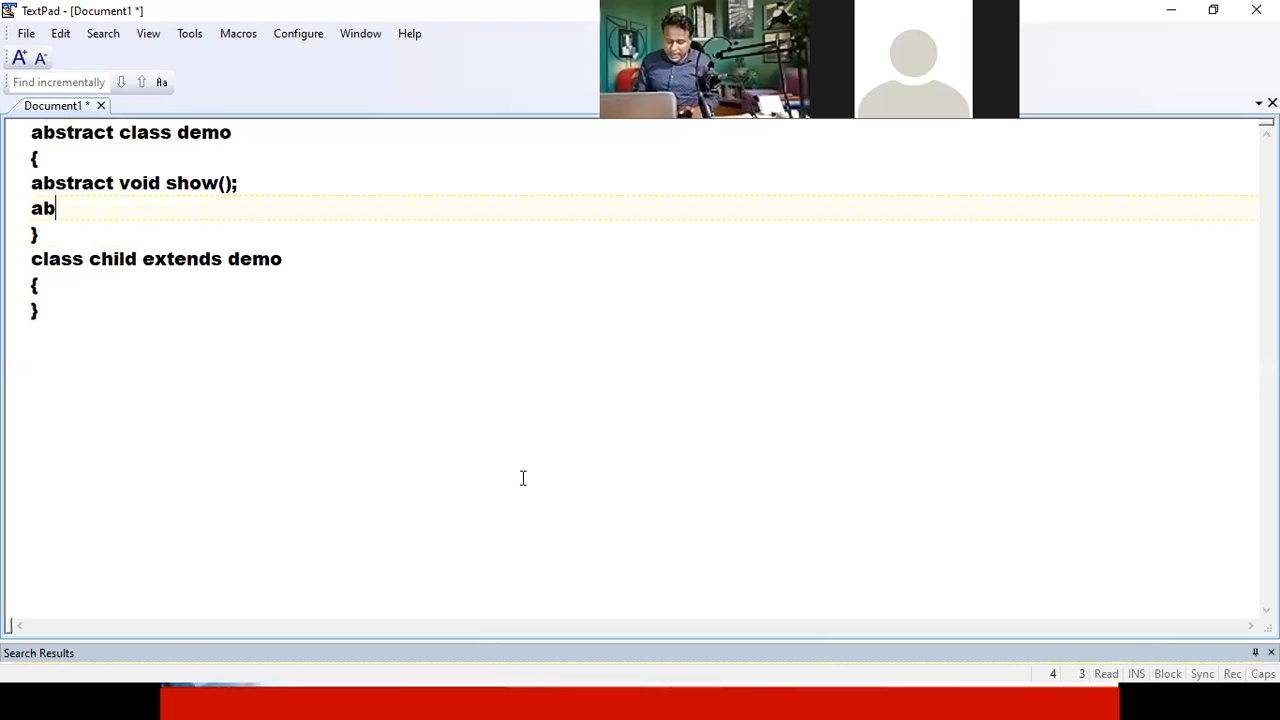 TextPad - [Document1 *]
File Edit Search View Tools Macros Configure Window Help
A+ A-
Find incrementally Aa
Document1 *
abstract class demo
{
abstract void show();
ab
}
class child extends demo
{
}
Search Results
4 3 Read INS Block Sync Rec Caps